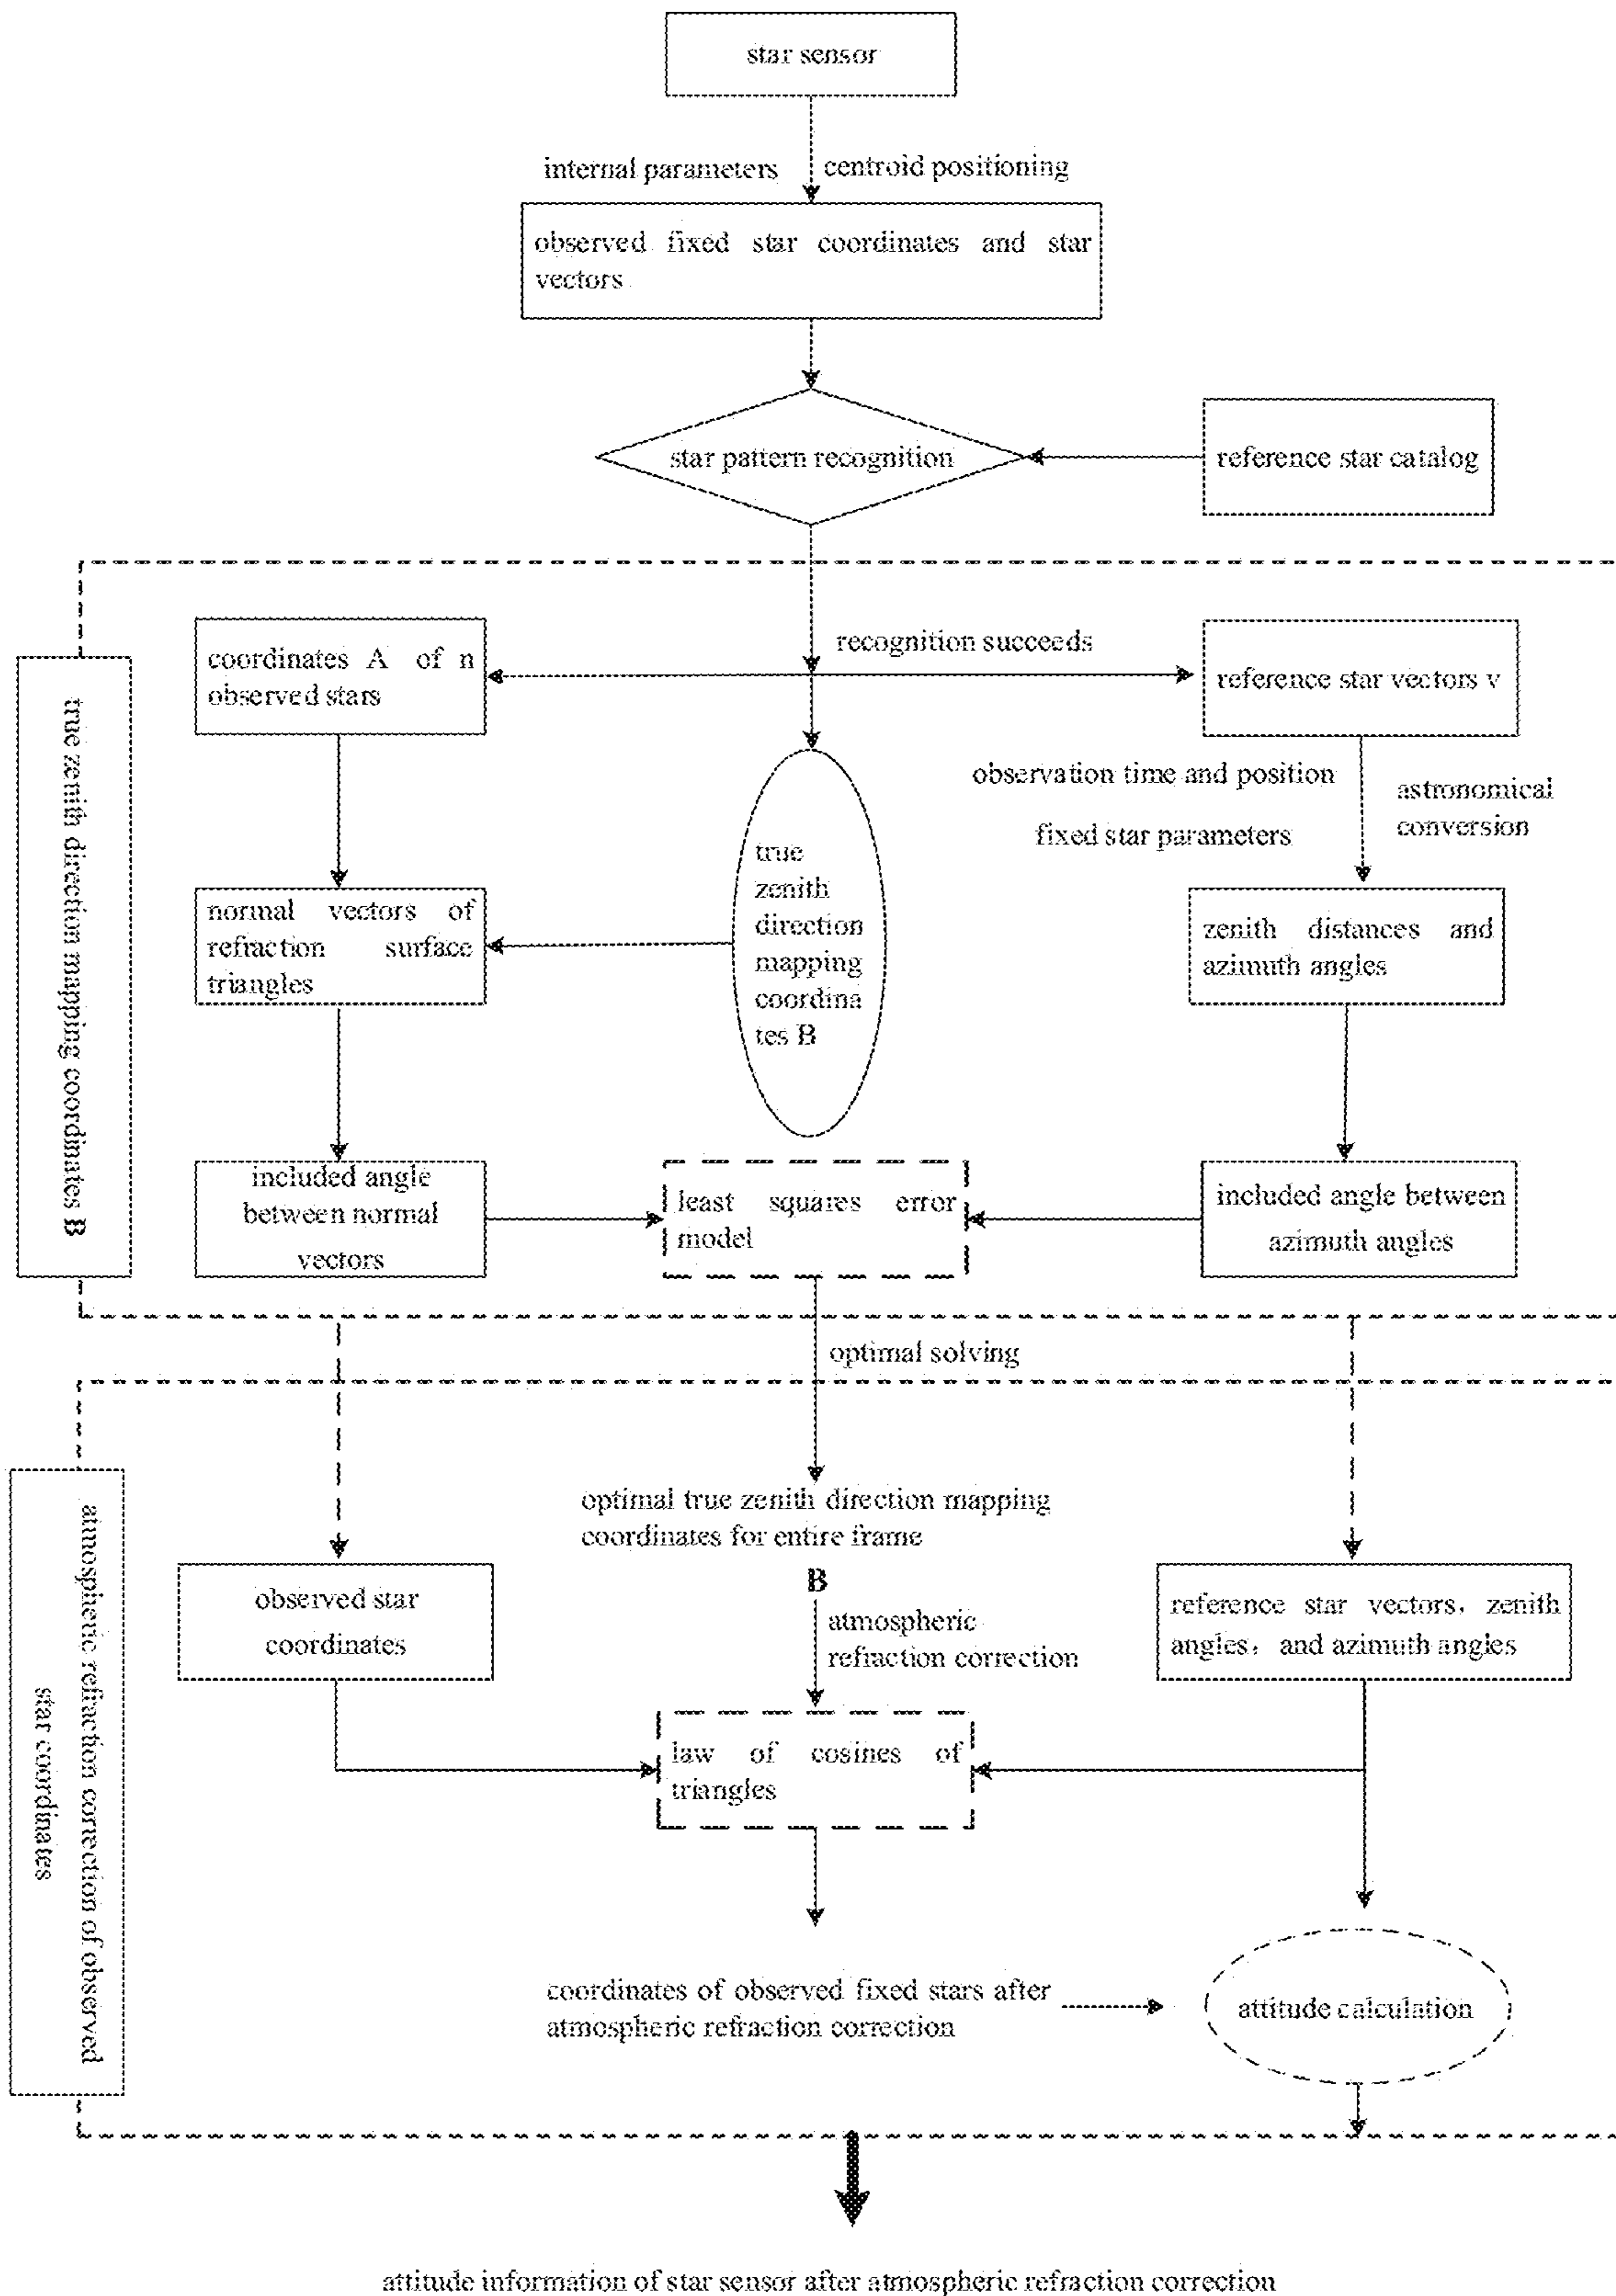 star sensor
internal parameters
centroid positioning
observed fixed star coordinates and star
vectors
star pattern recognition
reference star catalog
recognition succeeds
coordinates A of n
observed stars
reference star vectors v
true zenith direction mapping coordinates B
observation time and position
fixed star parameters
astronomical
conversion
true
zenith
direction
mapping
coordina
tes B
normal vectors of
refraction surface
triangles
zenith distances and
azimuth angles
included angle
between normal
vectors
least squares error
model
included angle between
azimuth angles
optimal solving
optimal true zenith direction mapping
coordinates for entire frame
B
atmospheric refraction correction of observed
star coordinates
observed star
coordinates
atmospheric
refraction correction
reference star vectors, zenith
angles, and azimuth angles
law of cosines of
triangles
coordinates of observed fixed stars after
atmospheric refraction correction
attitude calculation
attitude information of star sensor after atmospheric refraction correction